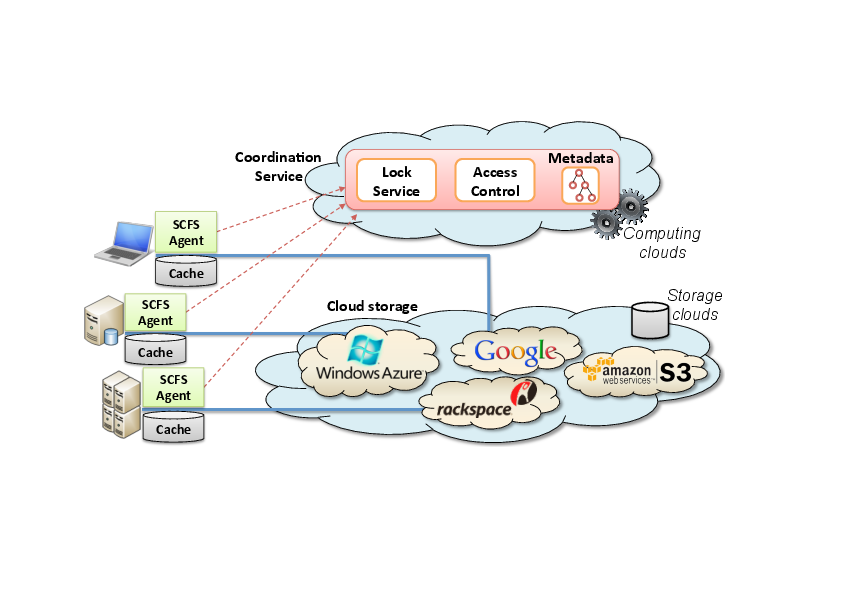 Coordination
Service
Lock
Service
Access
Control
Metadata
Computing
clouds
SCFS
Agent
Cache
SCFS
Agent
Cache
SCFS
Agent
Cache
Cloud storage
Storage
clouds
Windows Azure
Google
amazon
web services™
S3
rackspace